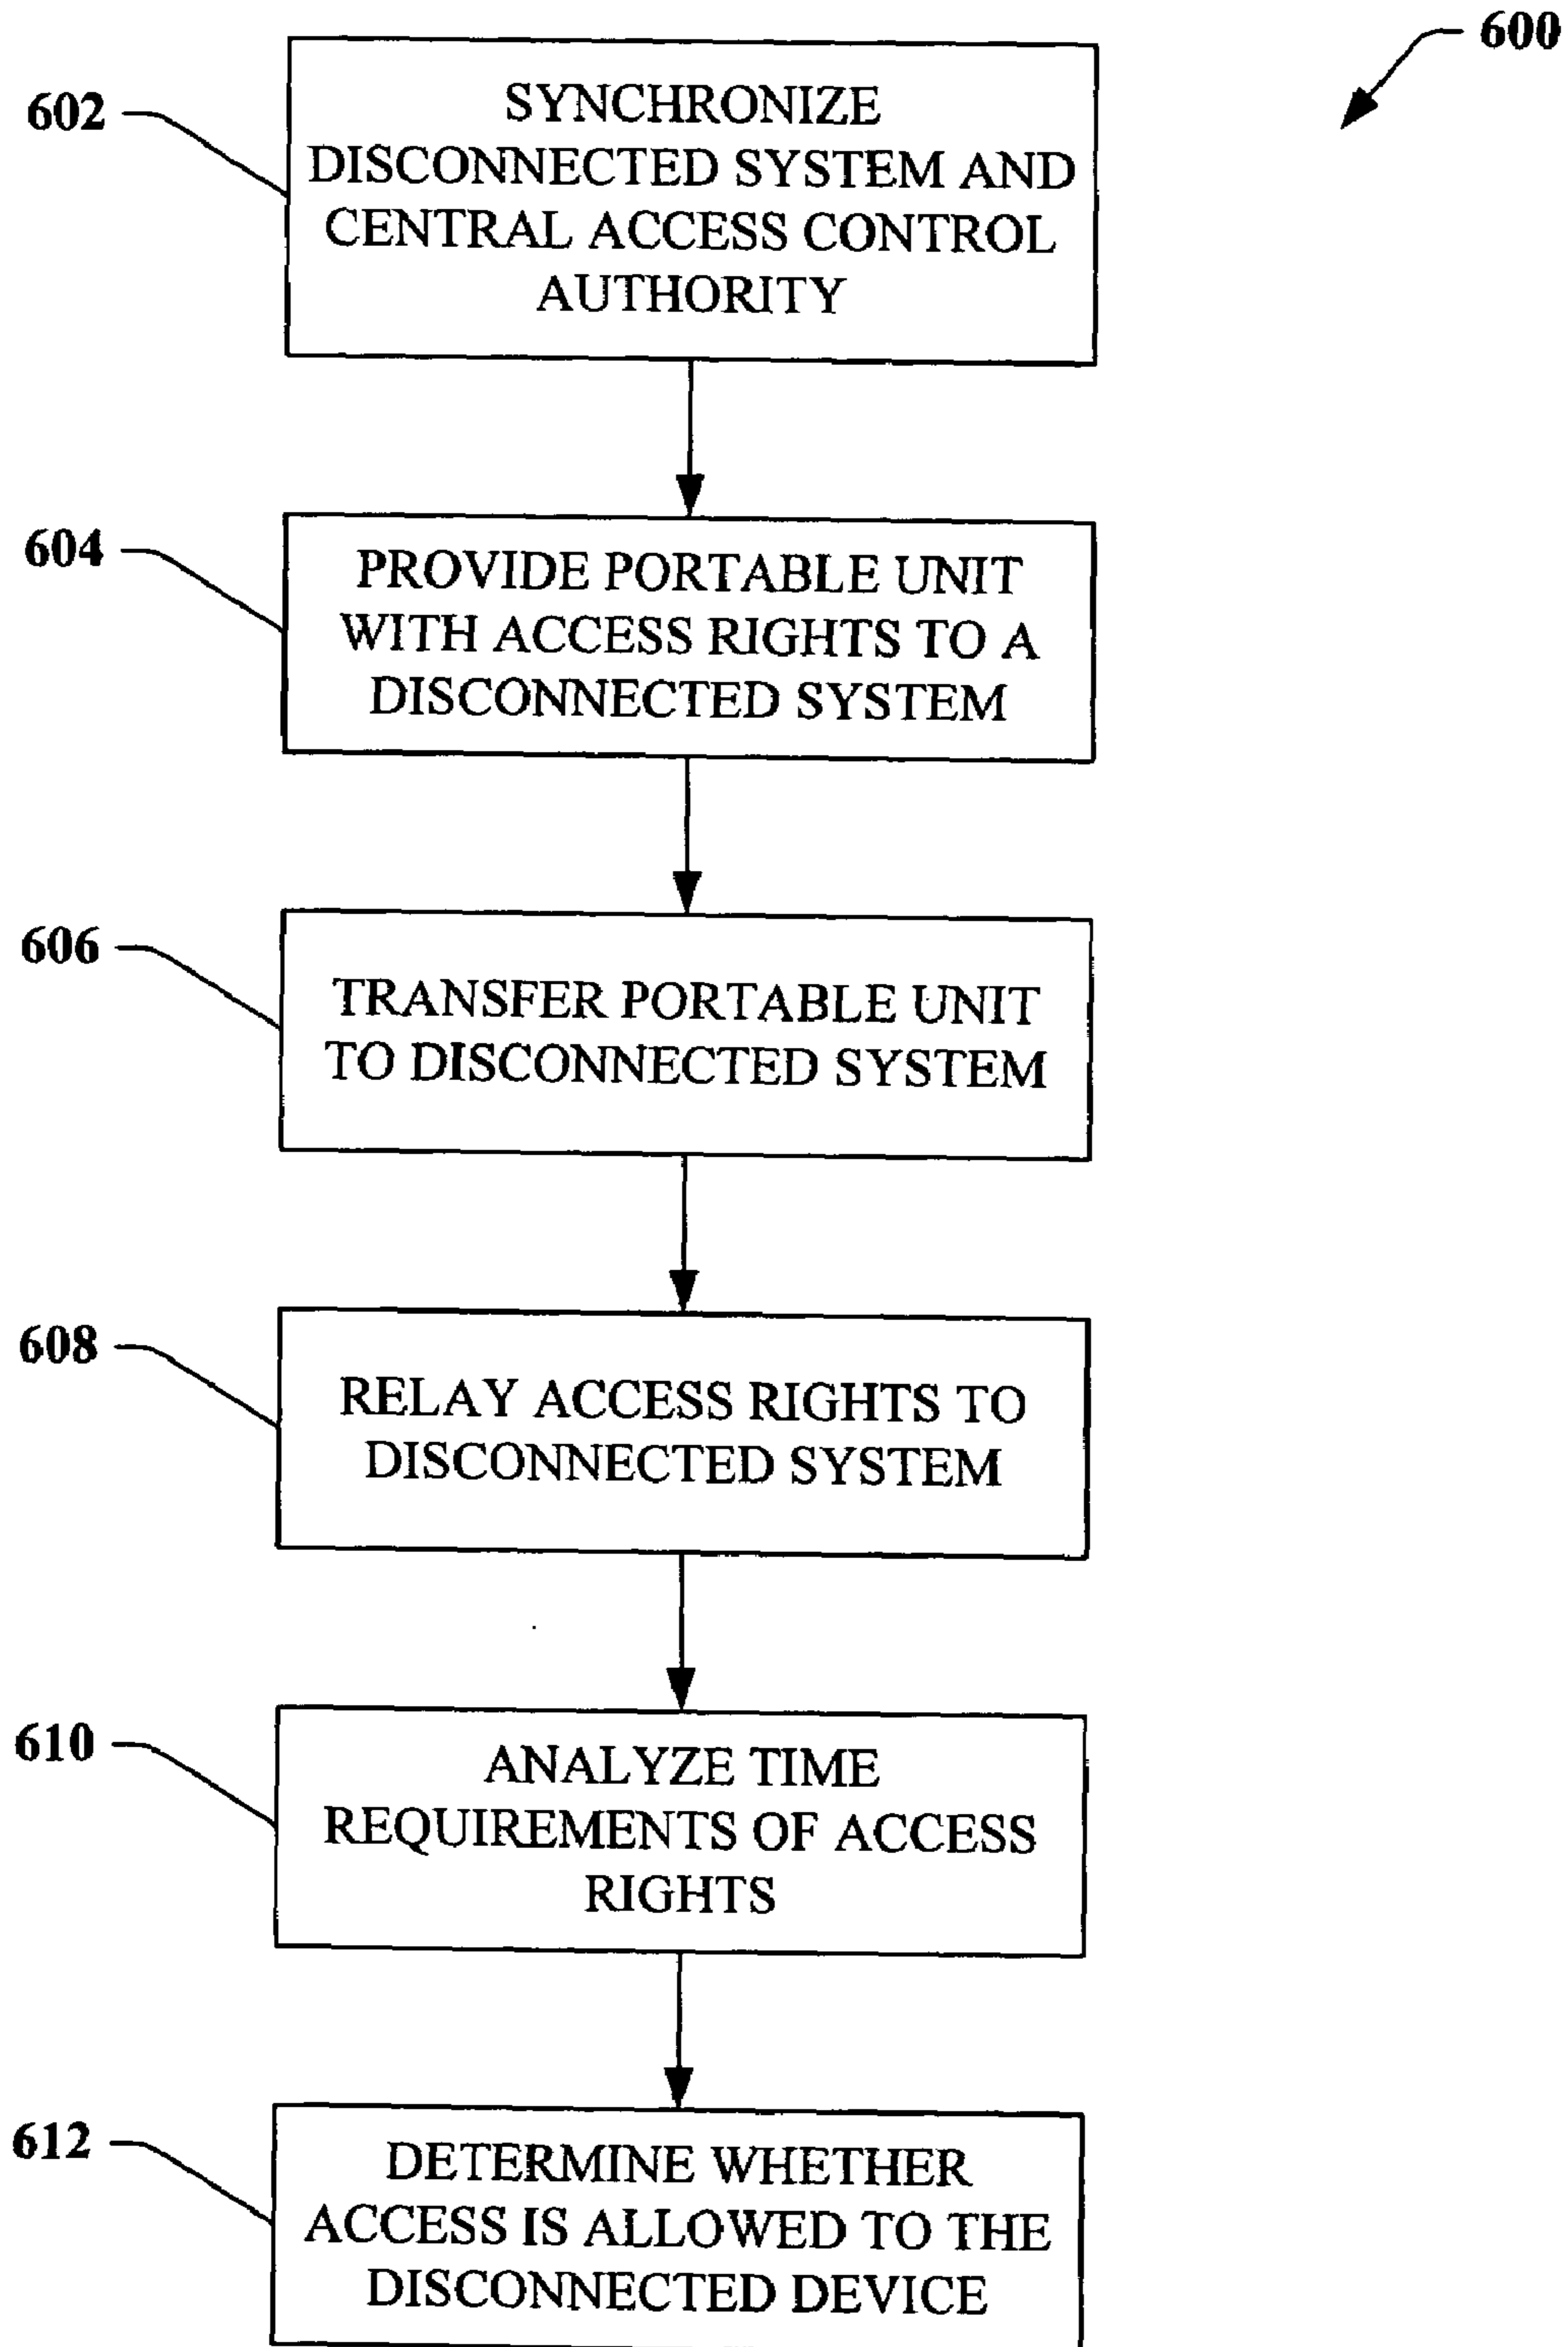 600
602
SYNCHRONIZE
DISCONNECTED SYSTEM AND
CENTRAL ACCESS CONTROL
AUTHORITY
604
PROVIDE PORTABLE UNIT
WITH ACCESS RIGHTS TO A
DISCONNECTED SYSTEM
606
TRANSFER PORTABLE UNIT
TO DISCONNECTED SYSTEM
608
RELAY ACCESS RIGHTS TO
DISCONNECTED SYSTEM
610
ANALYZE TIME
REQUIREMENTS OF ACCESS
RIGHTS
612
DETERMINE WHETHER
ACCESS IS ALLOWED TO THE
DISCONNECTED DEVICE